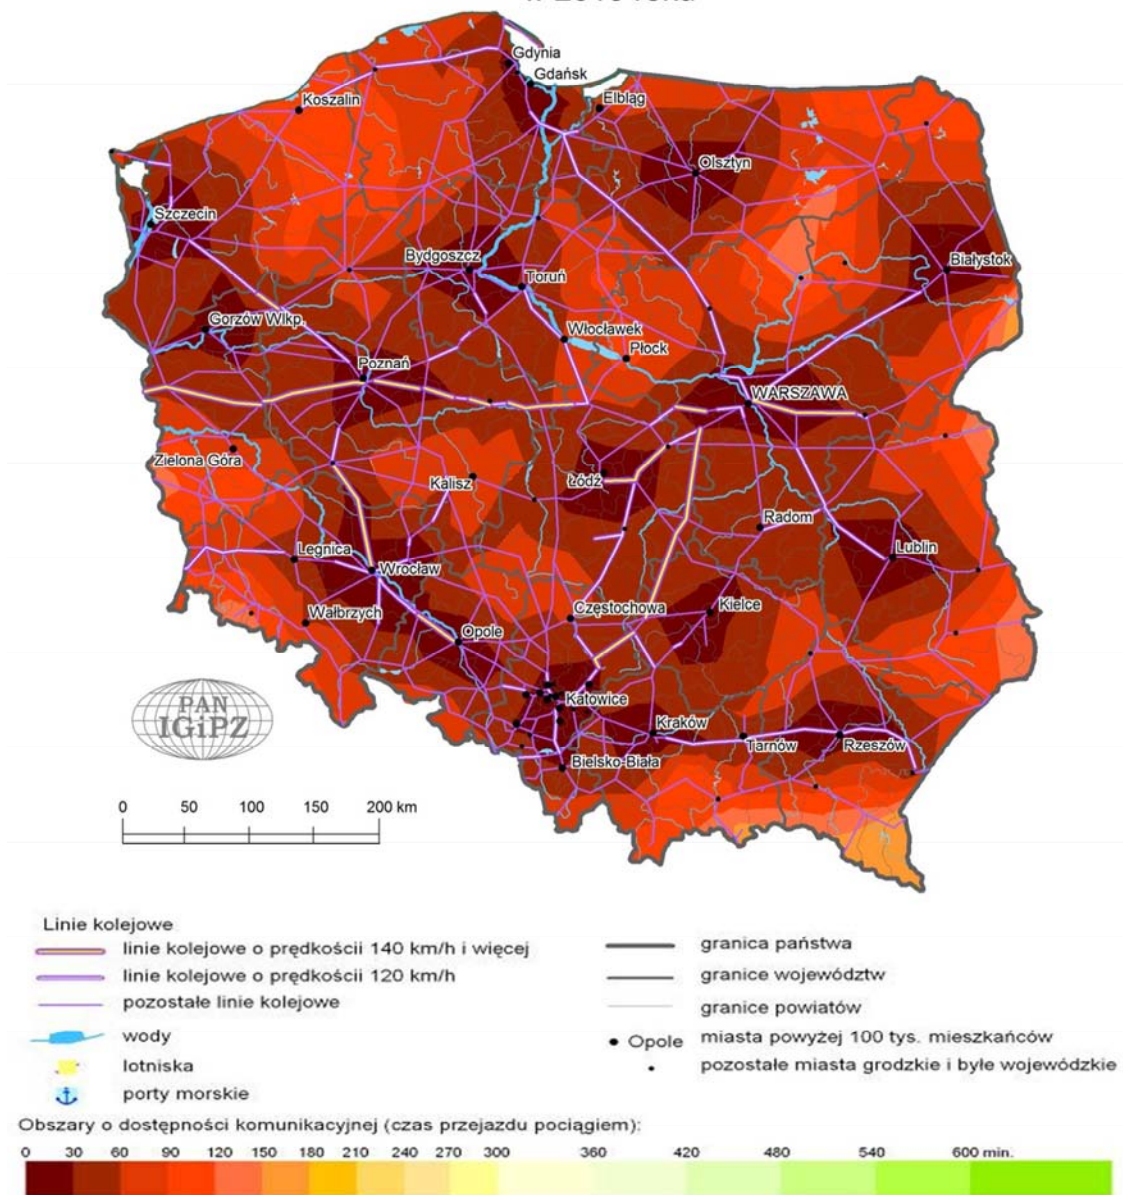 Gdynia
Gdańsk
Koszalin
Elbląg
Olsztyn
Szczecin
Bydgoszcz
Białystok
Toruń
Gorzów Wlkp.
Włocławek
Płock
Poznań
WARSZAWA
Zielona Góra
Kalisz
Łódź
Radom
Legnica
Lublin
Wrocław
Wałbrzych
Częstochowa
Kielce
Opole
Katowice
PAN
IGiPZ
Kraków
Tarnów
Rzeszów
Bielsko-Biała
0 50 100 150 200 km
Linie kolejowe
linie kolejowe o prędkościi 140 km/h i więcej
linie kolejowe o prędkościi 120 km/h
pozostałe linie kolejowe
wody
lotniska
porty morskie
granica państwa
granice województw
granice powiatów
Opole miasta powyżej 100 tys. mieszkańców
pozostałe miasta grodzkie i byłe wojewódzkie
Obszary o dostępności komunikacyjnej (czas przejazdu pociągiem):
0 30 60 90 120 150 180 210 240 270 300 360 420 480 540 600 min.